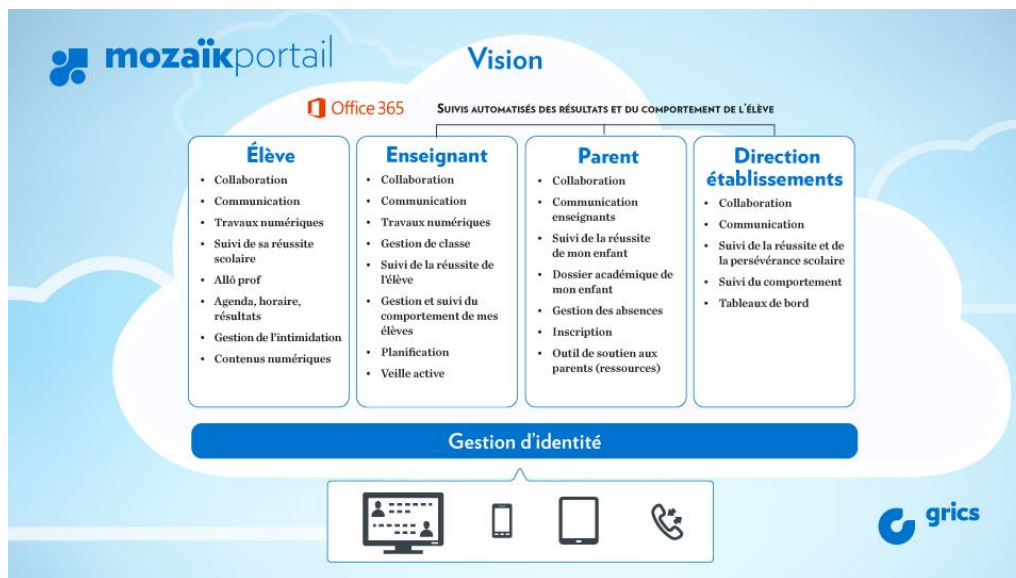 mozaïkportail
Vision
Office 365
SUIVIS AUTOMATISÉS DES RÉSULTATS ET DU COMPORTEMENT DE L'ÉLÈVE
Élève
• Collaboration
• Communication
• Travaux numériques
• Suivi de sa réussite
scolaire
• Allô prof
• Agenda, horaire,
résultats
• Gestion de l'intimidation
• Contenus numériques
Enseignant
• Collaboration
• Communication
• Travaux numériques
• Gestion de classe
• Suivi de la réussite de
l'élève
• Gestion et suivi du
comportement de mes
élèves
• Planification
• Veille active
Parent
• Collaboration
• Communication
enseignants
• Suivi de la réussite
de mon enfant
• Dossier académique de
mon enfant
• Gestion des absences
• Inscription
• Outil de soutien aux
parents (ressources)
Direction
établissements
• Collaboration
• Communication
• Suivi de la réussite et de
la persévérance scolaire
• Suivi du comportement
• Tableaux de bord
Gestion d'identité
grics